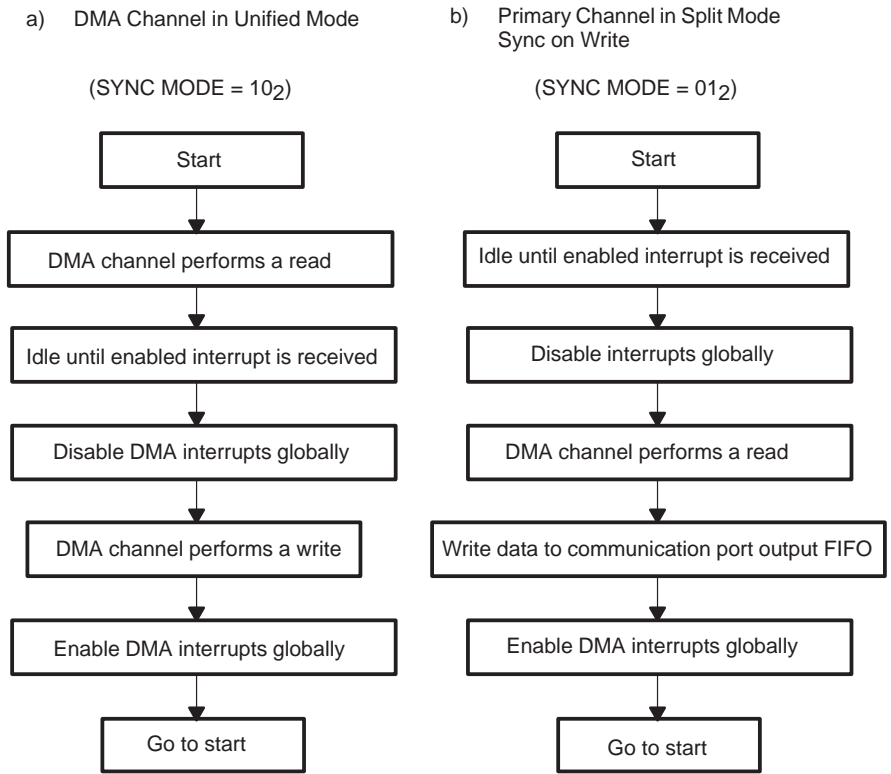 a) DMA Channel in Unified Mode
(SYNC MODE = 10₂)
Start
DMA channel performs a read
Idle until enabled interrupt is received
Disable DMA interrupts globally
DMA channel performs a write
Enable DMA interrupts globally
Go to start
b) Primary Channel in Split Mode
Sync on Write
(SYNC MODE = 01₂)
Start
Idle until enabled interrupt is received
Disable interrupts globally
DMA channel performs a read
Write data to communication port output FIFO
Enable DMA interrupts globally
Go to start